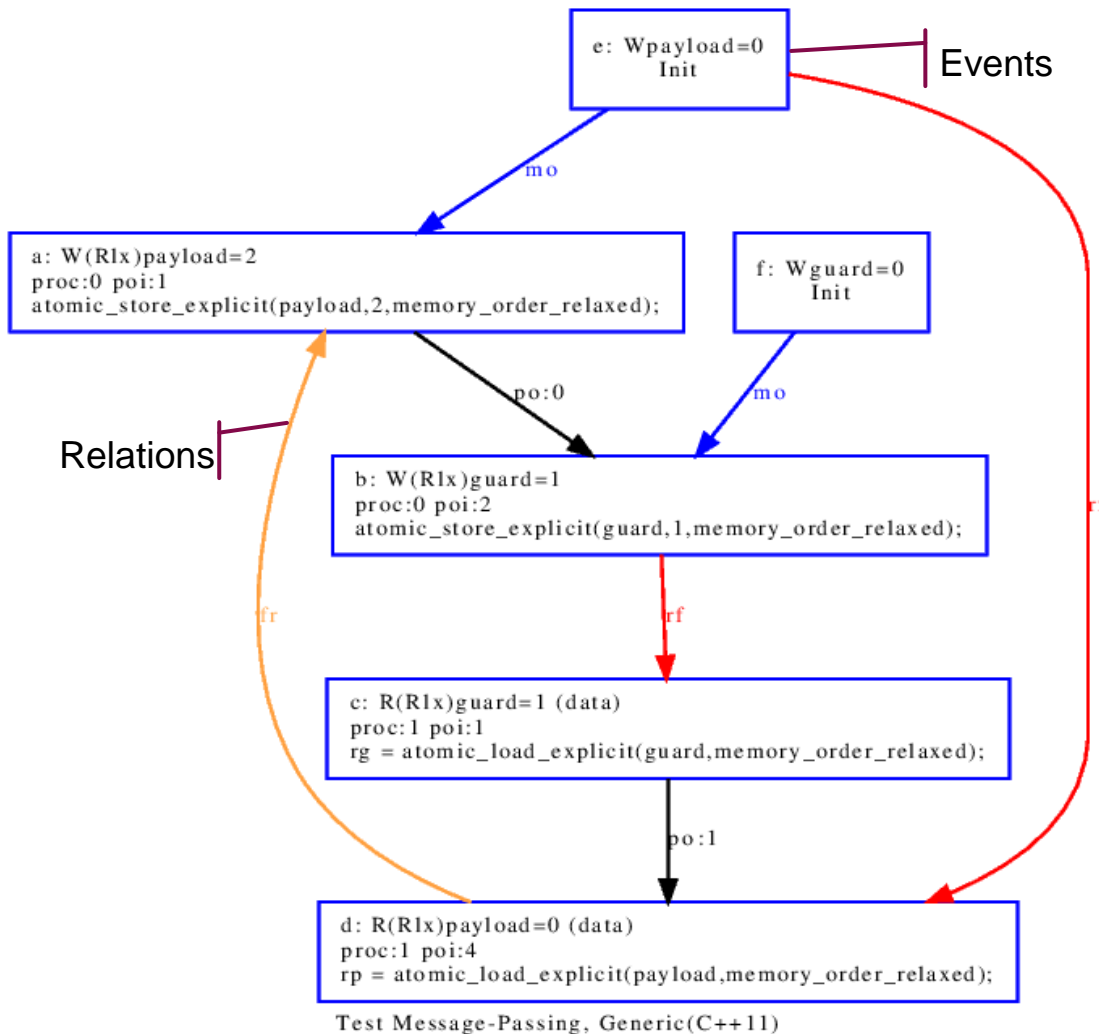 e: Wpayload=0
Init
Events
mo
a: W(Rlx)payload=2
proc:0 poi:1
atomic_store_explicit(payload,2,memory_order_relaxed);
f: Wguard=0
Init
po:0
mo
Relations
b: W(Rlx)guard=1
proc:0 poi:2
atomic_store_explicit(guard,1,memory_order_relaxed);
rf
fr
rf
c: R(Rlx)guard=1 (data)
proc:1 poi:1
rg = atomic_load_explicit(guard,memory_order_relaxed);
po:1
d: R(Rlx)payload=0 (data)
proc:1 poi:4
rp = atomic_load_explicit(payload,memory_order_relaxed);
Test Message-Passing, Generic(C++11)